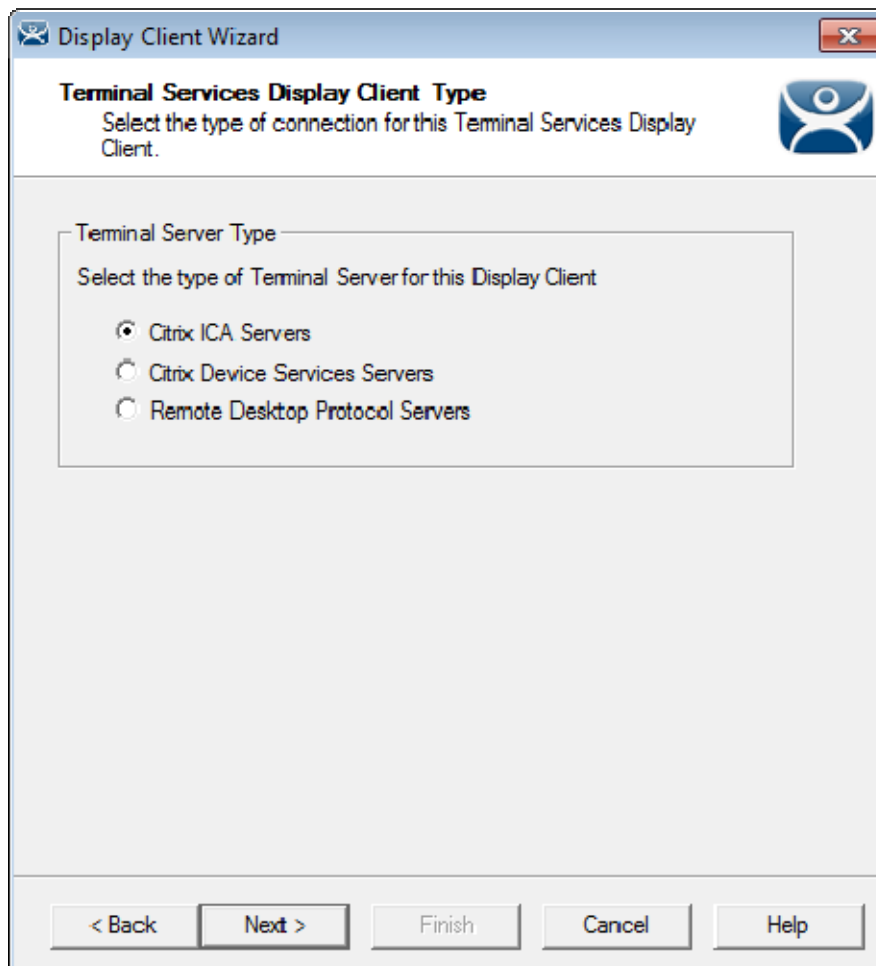 Display Client Wizard
Terminal Services Display Client Type
Select the type of connection for this Terminal Services Display
Client.
Terminal Server Type
Select the type of Terminal Server for this Display Client
Citrix ICA Servers
Citrix Device Services Servers
Remote Desktop Protocol Servers
< Back Next > Finish Cancel Help